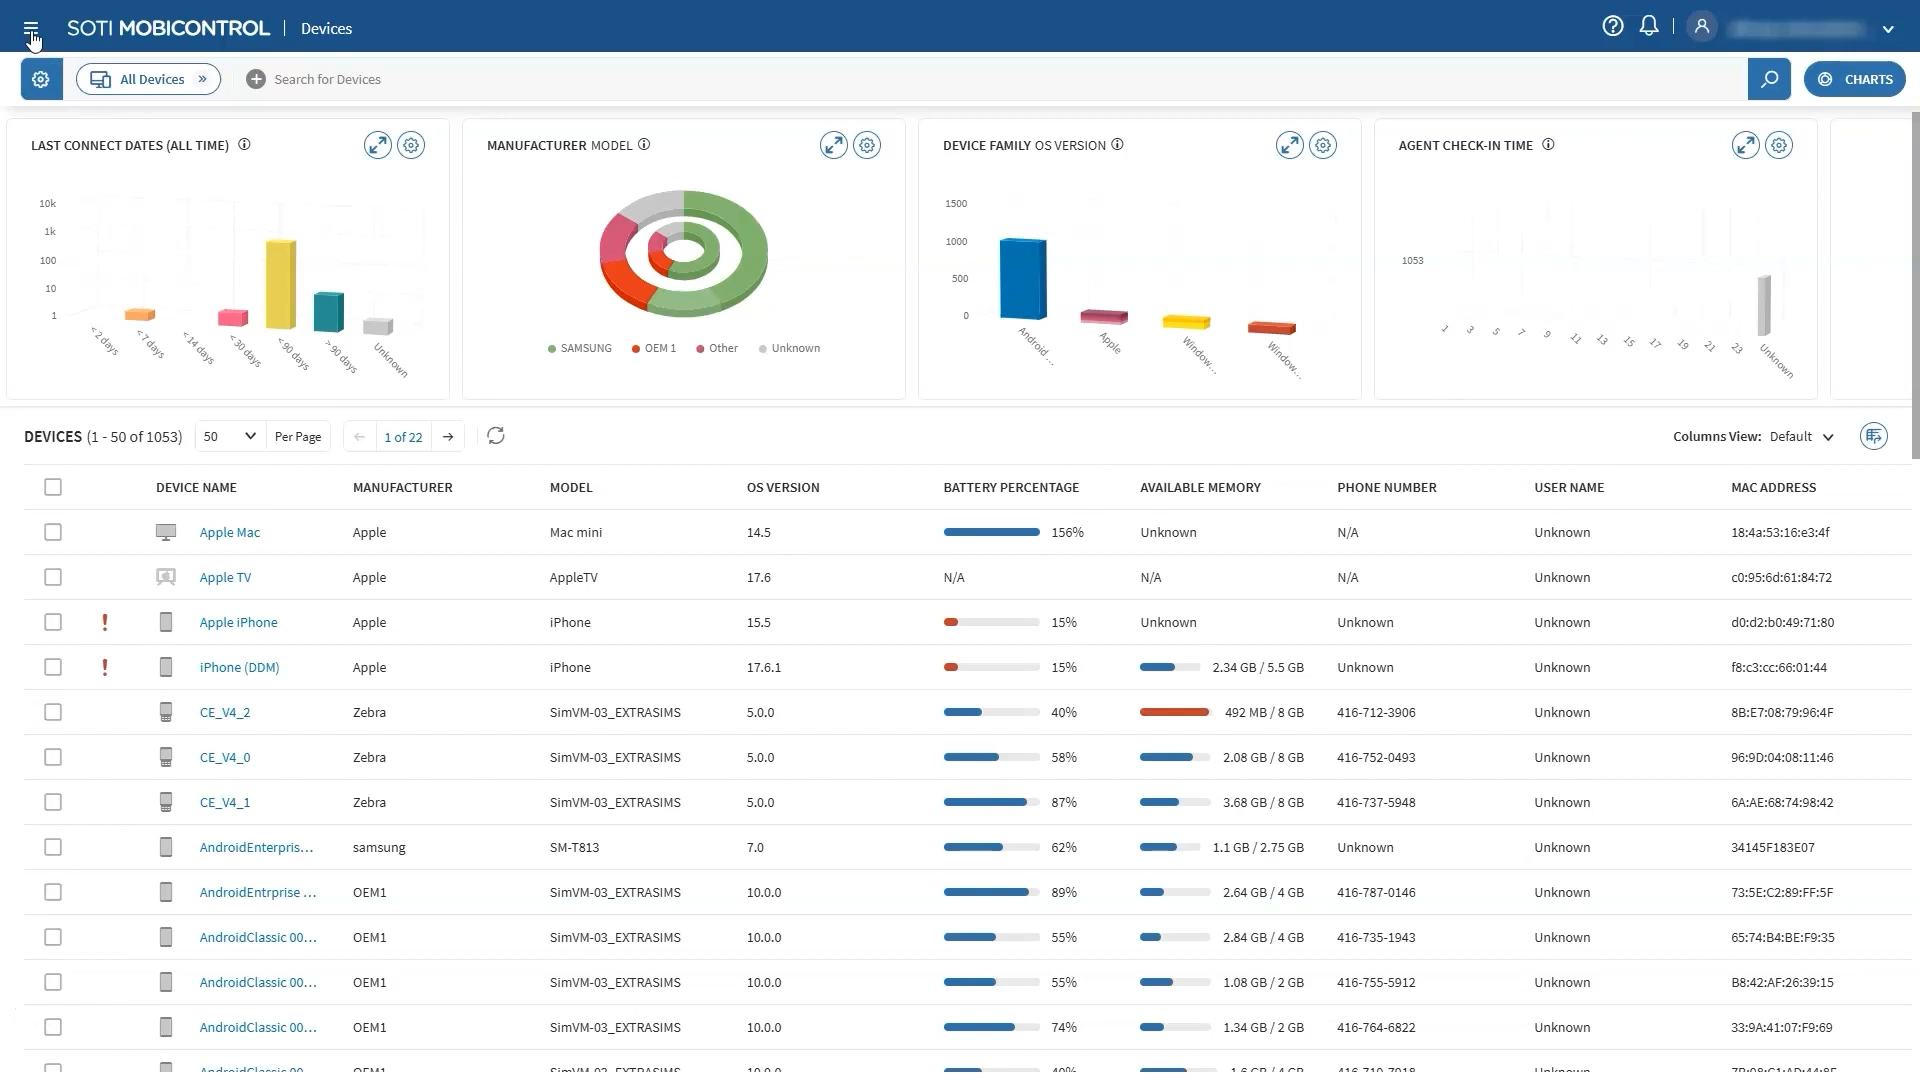 SOTI MOBICONTROL | Devices
All Devices » Search for Devices CHARTS
LAST CONNECT DATES (ALL TIME)
10k
1k
100
10
1
< 2 days
< 7 days
< 14 days
< 30 days
< 90 days
> 90 days
Unknown
MANUFACTURER MODEL
SAMSUNG OEM 1 Other Unknown
DEVICE FAMILY OS VERSION
1500
1000
500
0
Android ...
Apple
Window...
Window...
AGENT CHECK-IN TIME
1053
1 3 5 7 9 11 13 15 17 19 21 23 Unknown
DEVICES (1 - 50 of 1053) 50 Per Page 1 of 22 Columns View: Default
DEVICE NAME MANUFACTURER MODEL OS VERSION BATTERY PERCENTAGE AVAILABLE MEMORY PHONE NUMBER USER NAME MAC ADDRESS
Apple Mac Apple Mac mini 14.5 156% Unknown N/A Unknown 18:4a:53:16:e3:4f
Apple TV Apple AppleTV 17.6 N/A N/A N/A Unknown c0:95:6d:61:84:72
Apple iPhone Apple iPhone 15.5 15% Unknown Unknown Unknown d0:d2:b0:49:71:80
iPhone (DDM) Apple iPhone 17.6.1 15% 2.34 GB / 5.5 GB Unknown Unknown f8:c3:cc:66:01:44
CE_V4_2 Zebra SimVM-03_EXTRASIMS 5.0.0 40% 492 MB / 8 GB 416-712-3906 Unknown 8B:E7:08:79:96:4F
CE_V4_0 Zebra SimVM-03_EXTRASIMS 5.0.0 58% 2.08 GB / 8 GB 416-752-0493 Unknown 96:9D:04:08:11:46
CE_V4_1 Zebra SimVM-03_EXTRASIMS 5.0.0 87% 3.68 GB / 8 GB 416-737-5948 Unknown 6A:AE:68:74:98:42
AndroidEnterpris... samsung SM-T813 7.0 62% 1.1 GB / 2.75 GB Unknown Unknown 34145F183E07
AndroidEntrprise ... OEM1 SimVM-03_EXTRASIMS 10.0.0 89% 2.64 GB / 4 GB 416-787-0146 Unknown 73:5E:C2:89:FF:5F
AndroidClassic 00... OEM1 SimVM-03_EXTRASIMS 10.0.0 55% 2.84 GB / 4 GB 416-735-1943 Unknown 65:74:B4:BE:F9:35
AndroidClassic 00... OEM1 SimVM-03_EXTRASIMS 10.0.0 55% 1.08 GB / 2 GB 416-755-5912 Unknown B8:42:AF:26:39:15
AndroidClassic 00... OEM1 SimVM-03_EXTRASIMS 10.0.0 74% 1.34 GB / 2 GB 416-764-6822 Unknown 33:9A:41:07:F9:69